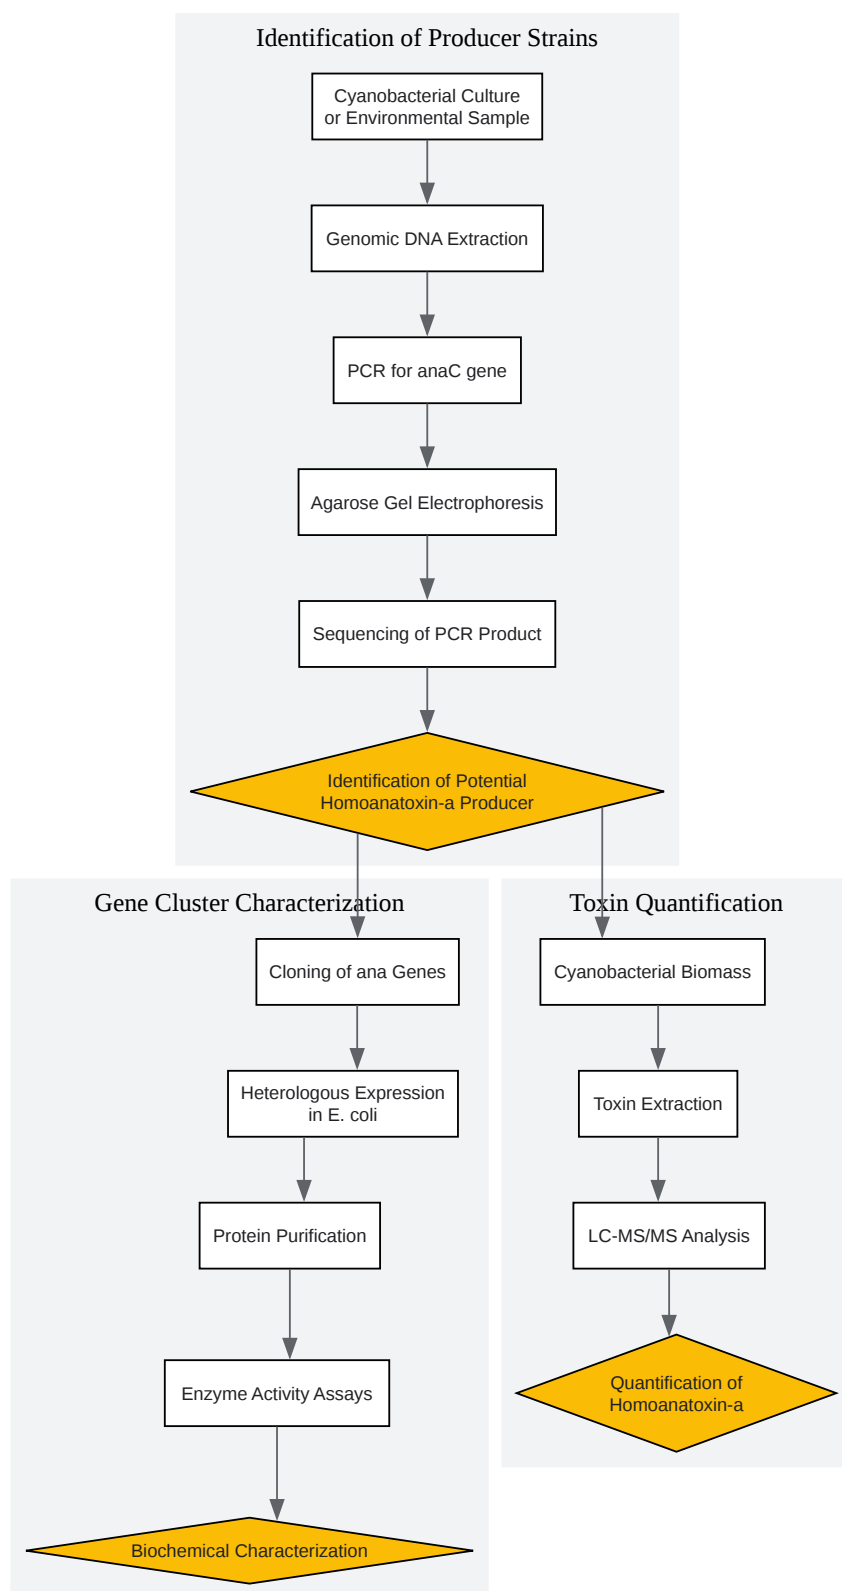 Identification of Producer Strains
Cyanobacterial Culture
or Environmental Sample
Genomic DNA Extraction
PCR for anaC gene
Agarose Gel Electrophoresis
Sequencing of PCR Product
Identification of Potential
Homoanatoxin-a Producer
Gene Cluster Characterization
Cloning of ana Genes
Heterologous Expression
in E. coli
Protein Purification
Enzyme Activity Assays
Biochemical Characterization
Toxin Quantification
Cyanobacterial Biomass
Toxin Extraction
LC-MS/MS Analysis
Quantification of
Homoanatoxin-a